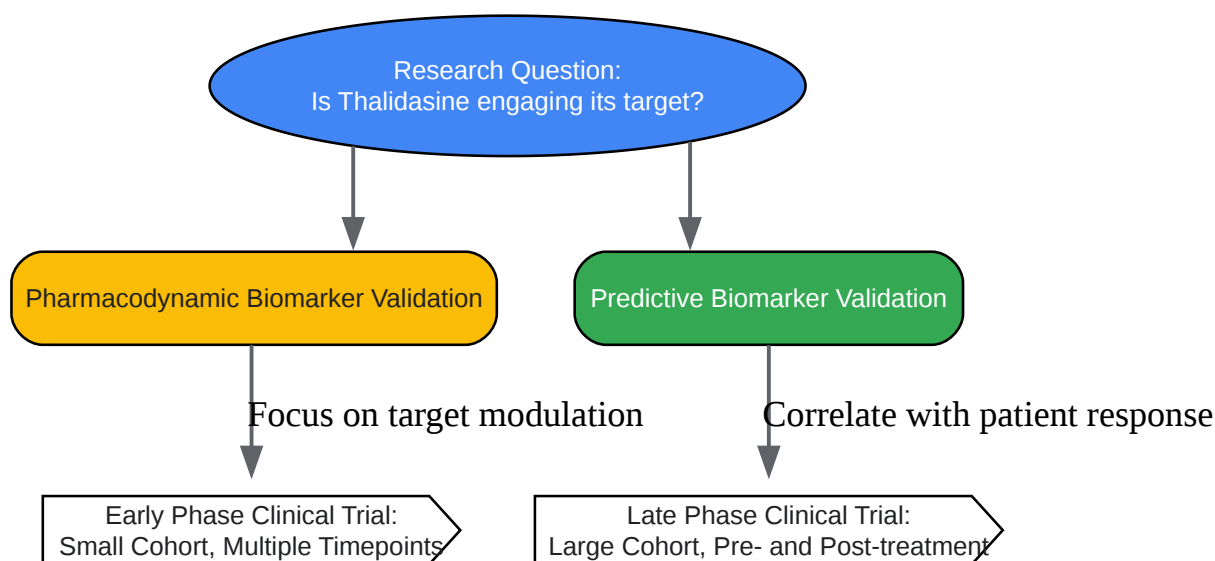 Research Question:
Is Thalidasine engaging its target?
Pharmacodynamic Biomarker Validation
Predictive Biomarker Validation
Focus on target modulation
Correlate with patient response
Early Phase Clinical Trial:
Small Cohort, Multiple Timepoints
Late Phase Clinical Trial:
Large Cohort, Pre- and Post-treatment